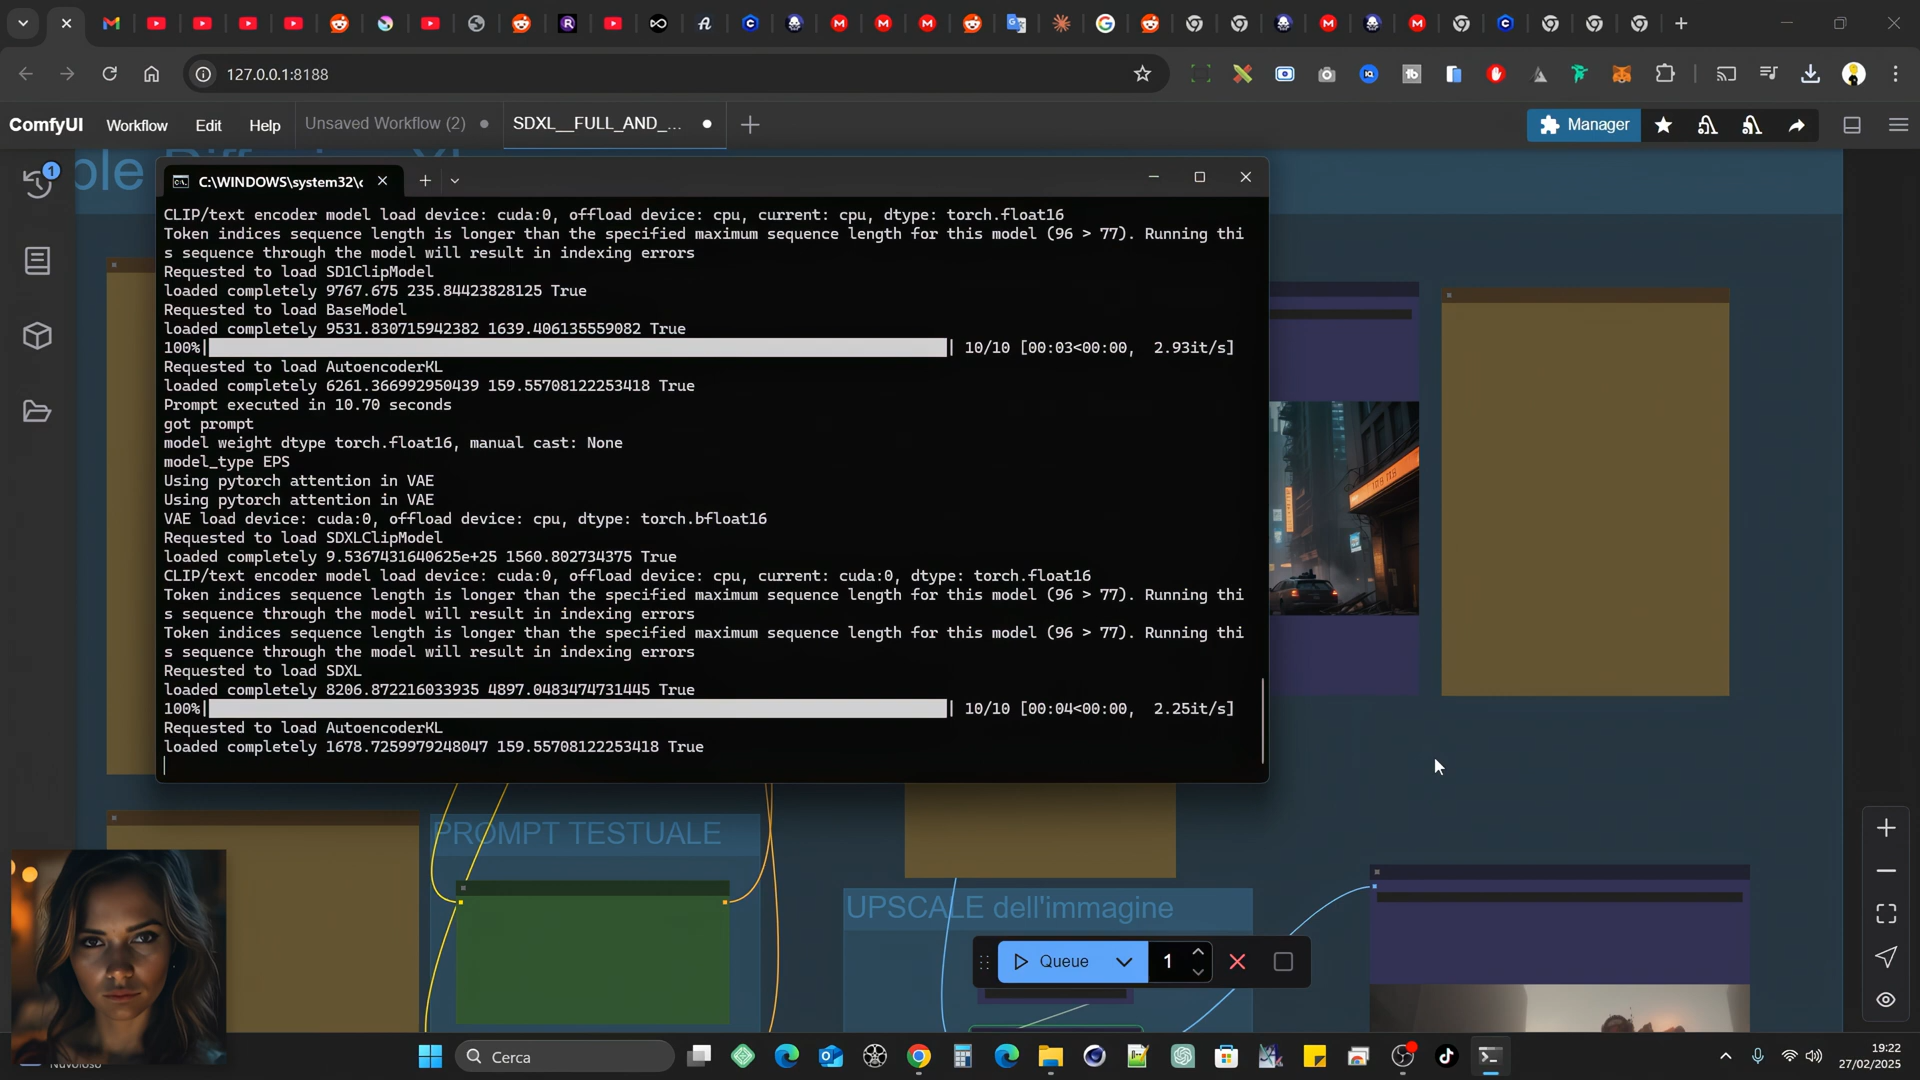 127.0.0.1:8188
ComfyUI
Workflow
Edit
Help
Unsaved Workflow (2)
SDXL__FULL_AND_...
Manager
1
C:\WINDOWS\system32\c
CLIP/text encoder model load device: cuda:0, offload device: cpu, current: cpu, dtype: torch.float16
Token indices sequence length is longer than the specified maximum sequence length for this model (96 > 77). Running thi
s sequence through the model will result in indexing errors
Requested to load SD1ClipModel
loaded completely 9767.675 235.84423828125 True
Requested to load BaseModel
loaded completely 9531.830715942382 1639.406135559082 True
100%| | 10/10 [00:03<00:00, 2.93it/s]
Requested to load AutoencoderKL
loaded completely 6261.366992950439 159.55708122253418 True
Prompt executed in 10.70 seconds
got prompt
model weight dtype torch.float16, manual cast: None
model_type EPS
Using pytorch attention in VAE
Using pytorch attention in VAE
VAE load device: cuda:0, offload device: cpu, dtype: torch.bfloat16
Requested to load SDXLClipModel
loaded completely 9.5367431640625e+25 1560.802734375 True
CLIP/text encoder model load device: cuda:0, offload device: cpu, current: cuda:0, dtype: torch.float16
Token indices sequence length is longer than the specified maximum sequence length for this model (96 > 77). Running thi
s sequence through the model will result in indexing errors
Token indices sequence length is longer than the specified maximum sequence length for this model (96 > 77). Running thi
s sequence through the model will result in indexing errors
Requested to load SDXL
loaded completely 8206.872216033935 4897.0483474731445 True
100%| | 10/10 [00:04<00:00, 2.25it/s]
Requested to load AutoencoderKL
loaded completely 1678.7259979248047 159.55708122253418 True
PROMPT TESTUALE
UPSCALE dell'immagine
Queue
1
Cerca
19:22
27/02/2025